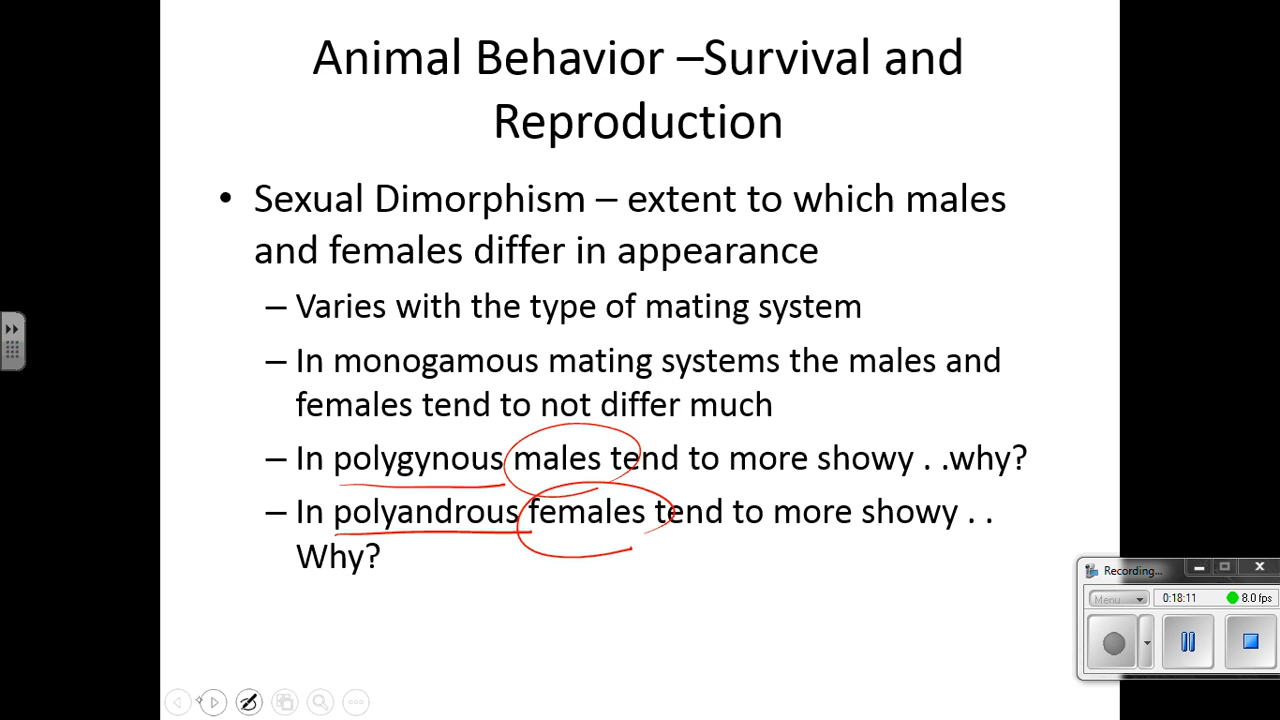 Animal Behavior –Survival and
Reproduction
• Sexual Dimorphism – extent to which males
and females differ in appearance
– Varies with the type of mating system
– In monogamous mating systems the males and
females tend to not differ much
– In polygynous males tend to more showy . .why?
– In polyandrous females tend to more showy . .
Why?
Recording...
Menu
0:18:11
8.0 fps